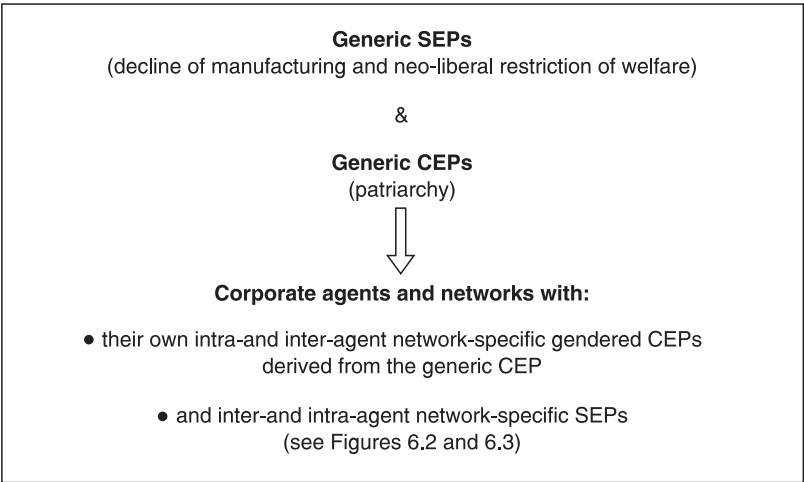 Generic SEPs
(decline of manufacturing and neo-liberal restriction of welfare)
&
Generic CEPs
(patriarchy)
Corporate agents and networks with:
● their own intra-and inter-agent network-specific gendered CEPs
derived from the generic CEP
● and inter-and intra-agent network-specific SEPs
(see Figures 6.2 and 6.3)